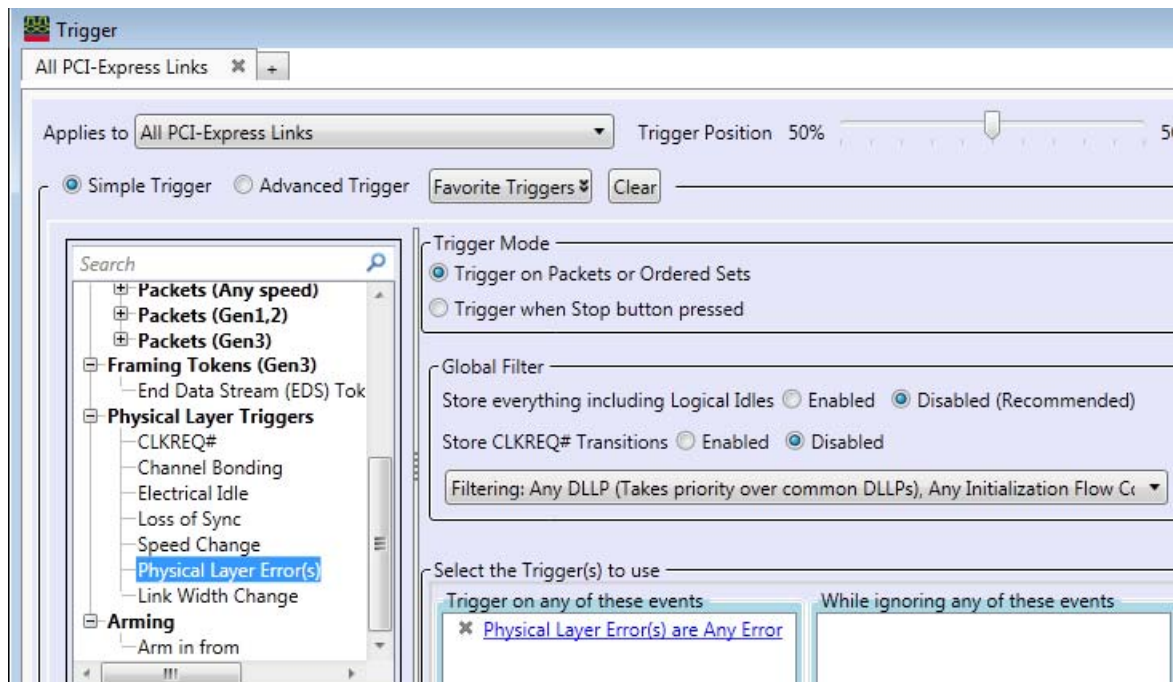 Trigger
All PCI-Express Links
+
Applies to All PCI-Express Links Trigger Position 50%
Simple Trigger Advanced Trigger Favorite Triggers Clear
Search
Packets (Any speed)
Packets (Gen1,2)
Packets (Gen3)
Framing Tokens (Gen3)
End Data Stream (EDS) Tok
Physical Layer Triggers
CLKREQ#
Channel Bonding
Electrical Idle
Loss of Sync
Speed Change
Physical Layer Error(s)
Link Width Change
Arming
Arm in from
Trigger Mode
Trigger on Packets or Ordered Sets
Trigger when Stop button pressed
Global Filter
Store everything including Logical Idles Enabled Disabled (Recommended)
Store CLKREQ# Transitions Enabled Disabled
Filtering: Any DLLP (Takes priority over common DLLPs), Any Initialization Flow
Select the Trigger(s) to use
Trigger on any of these events
Physical Layer Error(s) are Any Error
While ignoring any of these events